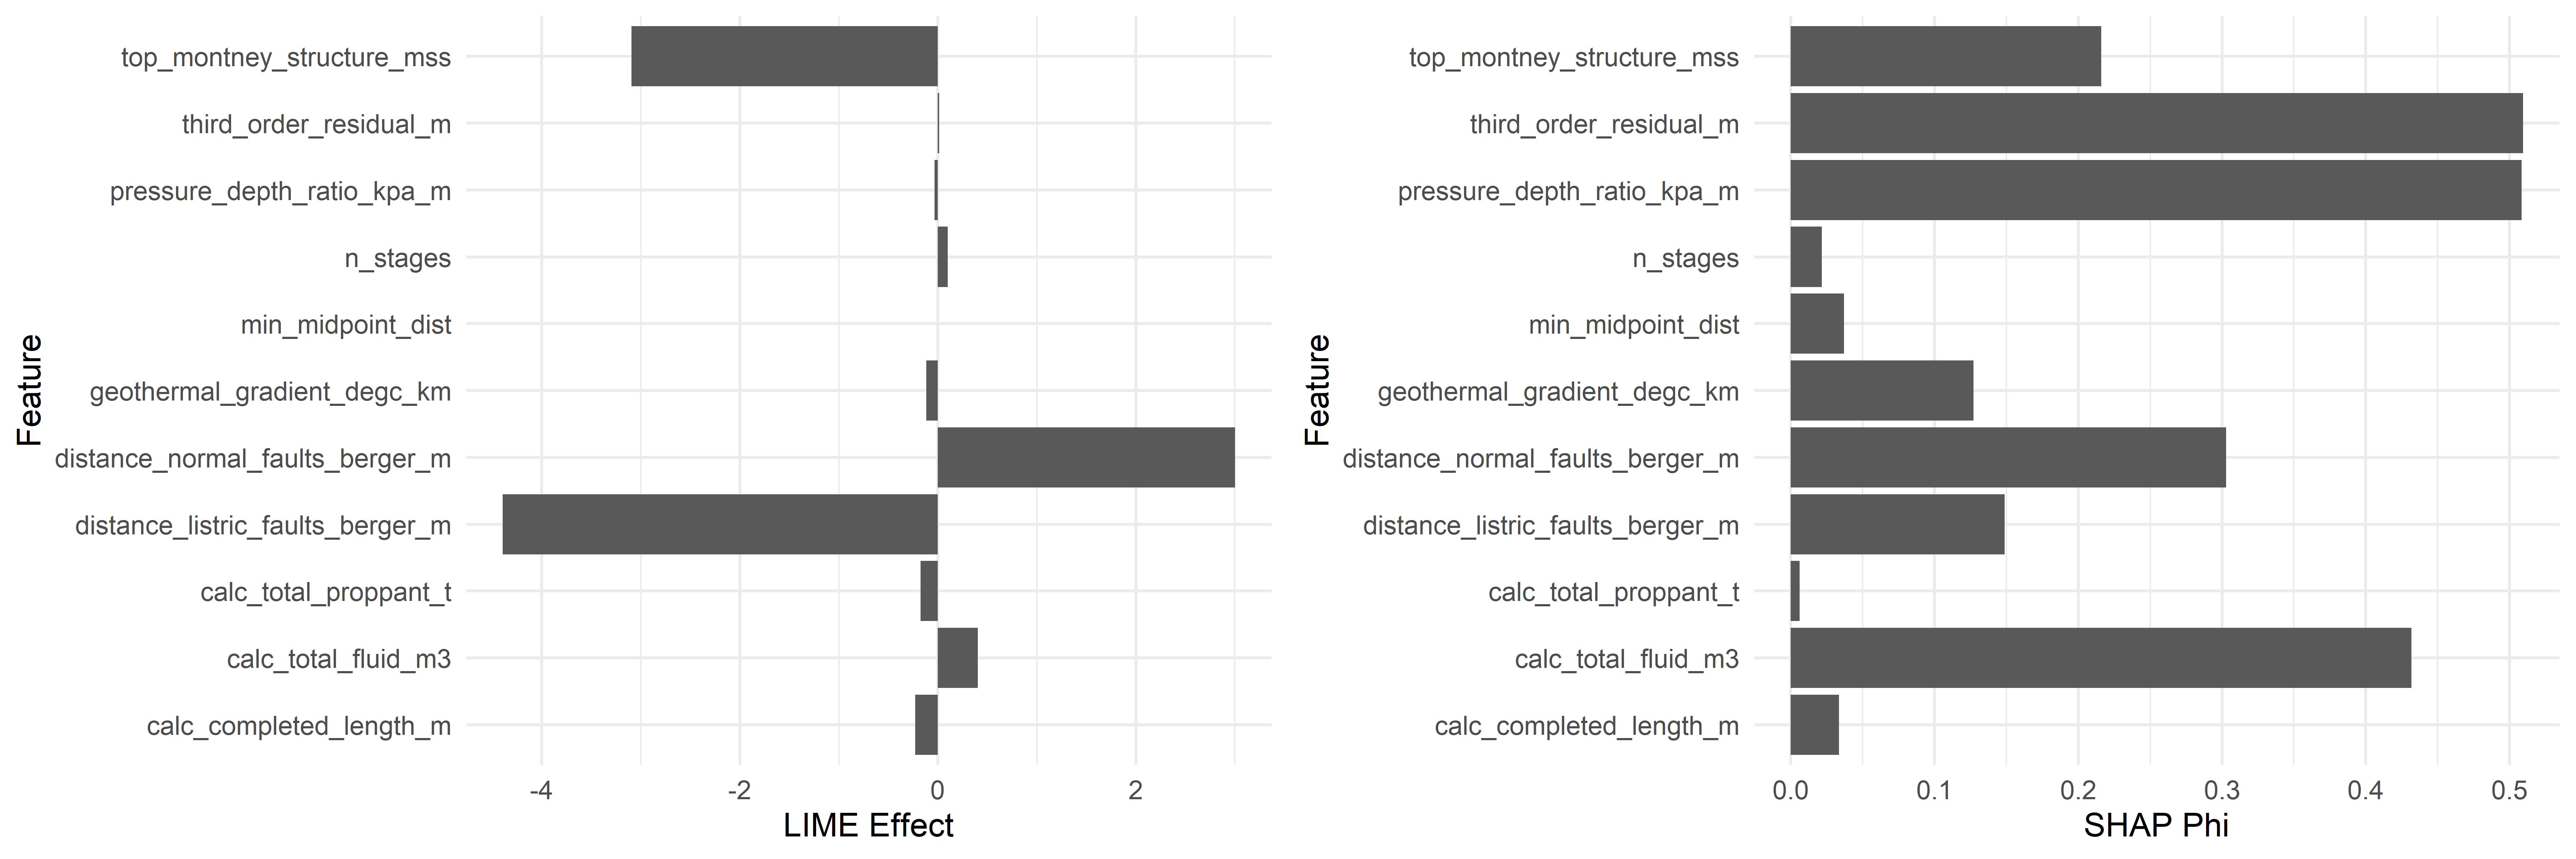 Feature
top_montney_structure_mss
third_order_residual_m
pressure_depth_ratio_kpa_m
n_stages
min_midpoint_dist
geothermal_gradient_degc_km
distance_normal_faults_berger_m
distance_listric_faults_berger_m
calc_total_proppant_t
calc_total_fluid_m3
calc_completed_length_m
-4 -2 0 2
LIME Effect
Feature
top_montney_structure_mss
third_order_residual_m
pressure_depth_ratio_kpa_m
n_stages
min_midpoint_dist
geothermal_gradient_degc_km
distance_normal_faults_berger_m
distance_listric_faults_berger_m
calc_total_proppant_t
calc_total_fluid_m3
calc_completed_length_m
0.0 0.1 0.2 0.3 0.4 0.5
SHAP Phi